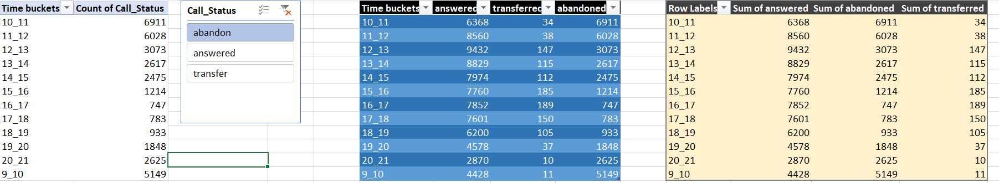 Time buckets Count of Call_Status
10_11 6911
11_12 6028
12_13 3073
13_14 2617
14_15 2475
15_16 1214
16_17 747
17_18 783
18_19 933
19_20 1848
20_21 2625
9_10 5149
Call_Status
abandon
answered
transfer
Time buckets answered transferred abandoned
10_11 6368 34 6911
11_12 8560 38 6028
12_13 9432 147 3073
13_14 8829 115 2617
14_15 7974 112 2475
15_16 7760 185 1214
16_17 7852 189 747
17_18 7601 150 783
18_19 6200 105 933
19_20 4578 37 1848
20_21 2870 10 2625
9_10 4428 11 5149
Row Labels Sum of answered Sum of abandoned Sum of transferred
10_11 6368 6911 34
11_12 8560 6028 38
12_13 9432 3073 147
13_14 8829 2617 115
14_15 7974 2475 112
15_16 7760 1214 185
16_17 7852 747 189
17_18 7601 783 150
18_19 6200 933 105
19_20 4578 1848 37
20_21 2870 2625 10
9_10 4428 5149 11